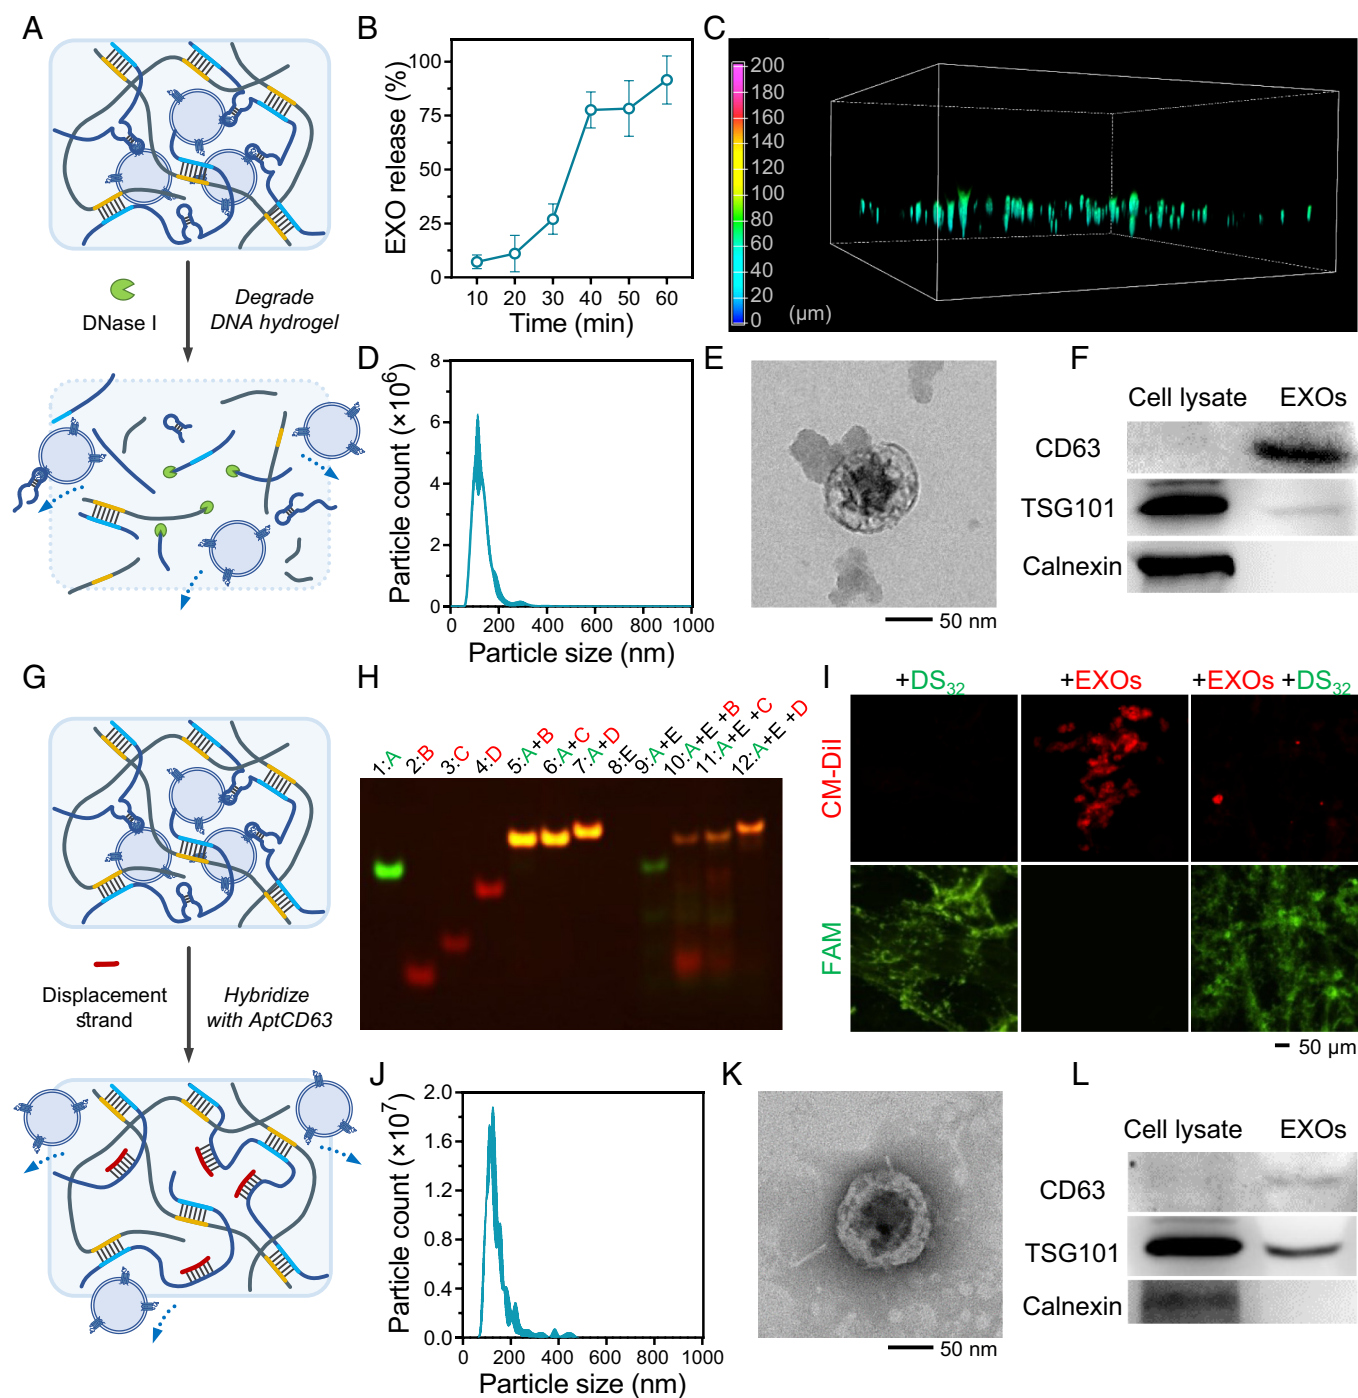 A
DNase I
Degrade
DNA hydrogel
B
EXO release (%)
100
75
50
25
0
10 20 30 40 50 60
Time (min)
C
200
180
160
140
120
100
80
60
40
20
0
(µm)
D
Particle count (×10⁶)
8
6
4
2
0
0 200 400 600 800 1000
Particle size (nm)
E
50 nm
F
Cell lysate EXOs
CD63
TSG101
Calnexin
G
Displacement
strand
Hybridize
with AptCD63
H
1:A
2:B
3:C
4:D
5:A+B
6:A+C
7:A+D
8:E
9:A+E
10:A+E +B
11:A+E +C
12:A+E +D
I
+DS₃₂ +EXOs +EXOs +DS₃₂
CM-Dil
FAM
50 µm
J
Particle count (×10⁷)
2.0
1.6
1.2
0.8
0.4
0.0
0 200 400 600 800 1000
Particle size (nm)
K
50 nm
L
Cell lysate EXOs
CD63
TSG101
Calnexin